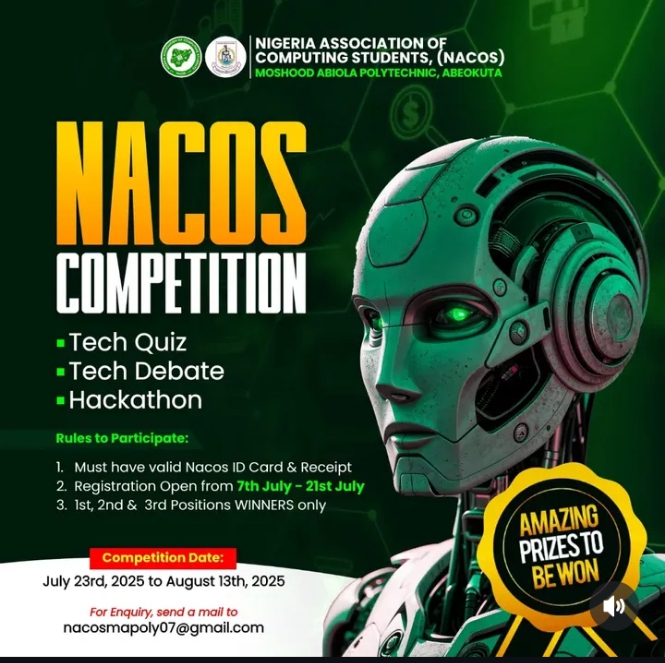 NIGERIA ASSOCIATION OF
COMPUTING STUDENTS, (NACOS)
MOSHOOD ABIOLA POLYTECHNIC, ABEOKUTA
NACOS
COMPETITION
Tech Quiz
Tech Debate
Hackathon
Rules to Participate:
1. Must have valid Nacos ID Card & Receipt
2. Registration Open from 7th July - 21st July
3. 1st, 2nd & 3rd Positions WINNERS only
AMAZING
PRIZES TO
BE WON
Competition Date:
July 23rd, 2025 to August 13th, 2025
For Enquiry, send a mail to
nacosmapoly07@gmail.com